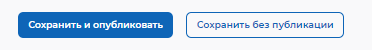 Сохранить и опубликовать
Сохранить без публикации